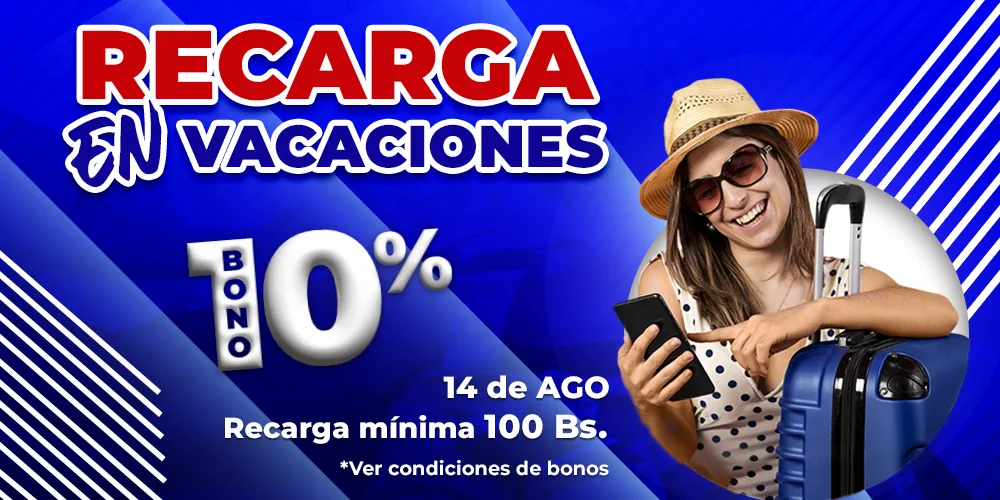 RECARGA
EN VACACIONES
BONO
10%
14 de AGO
Recarga mínima 100 Bs.
*Ver condiciones de bonos